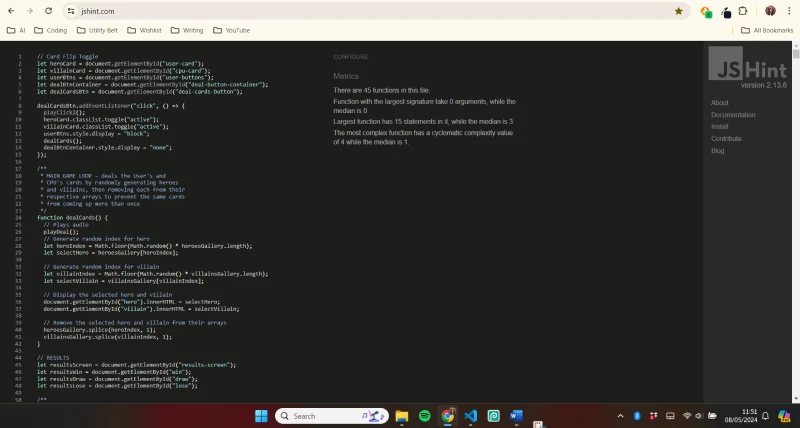 jshint.com
AI
Coding
Utility Belt
Wishlist
Writing
YouTube
All Bookmarks
1 // Card Flip Toggle
2 let heroCard = document.getElementById("user-card");
3 let villainCard = document.getElementById("cpu-card");
4 let userBtns = document.getElementById("user-buttons");
5 let dealBtnContainer = document.getElementById("deal-button-container");
6 let dealCardsBtn = document.getElementById("deal-cards-button");
7
8 dealCardsBtn.addEventListener("click", () => {
9 playClick2();
10 heroCard.classList.toggle("active");
11 villainCard.classList.toggle("active");
12 userBtns.style.display = "block";
13 dealCards();
14 dealBtnContainer.style.display = "none";
15 });
16
17 /**
18 * MAIN GAME LOOP - deals the User's and
19 * CPU's cards by randomly generating heroes
20 * and villains, then removing each from their
21 * respective arrays to prevent the same cards
22 * from coming up more than once
23 */
24 function dealCards() {
25 // Plays audio
26 playDeal();
27 // Generate random index for hero
28 let heroIndex = Math.floor(Math.random() * heroesGallery.length);
29 let selectHero = heroesGallery[heroIndex];
30
31 // Generate random index for villain
32 let villainIndex = Math.floor(Math.random() * villainsGallery.length);
33 let selectVillain = villainsGallery[villainIndex];
34
35 // Display the selected hero and villain
36 document.getElementById("hero").innerHTML = selectHero;
37 document.getElementById("villain").innerHTML = selectVillain;
38
39 // Remove the selected hero and villain from their arrays
40 heroesGallery.splice(heroIndex, 1);
41 villainsGallery.splice(villainIndex, 1);
42 }
43
44 // RESULTS
45 let resultsScreen = document.getElementById("results-screen");
46 let resultsWin = document.getElementById("win");
47 let resultsDraw = document.getElementById("draw");
48 let resultsLose = document.getElementById("lose");
49
50 /**
CONFIGURE
Metrics
There are 45 functions in this file.
Function with the largest signature take 0 arguments, while the
median is 0.
Largest function has 15 statements in it, while the median is 3.
The most complex function has a cyclomatic complexity value
of 4 while the median is 1.
JSHint
version 2.13.6
About
Documentation
Install
Contribute
Blog
Search
11:51
08/05/2024